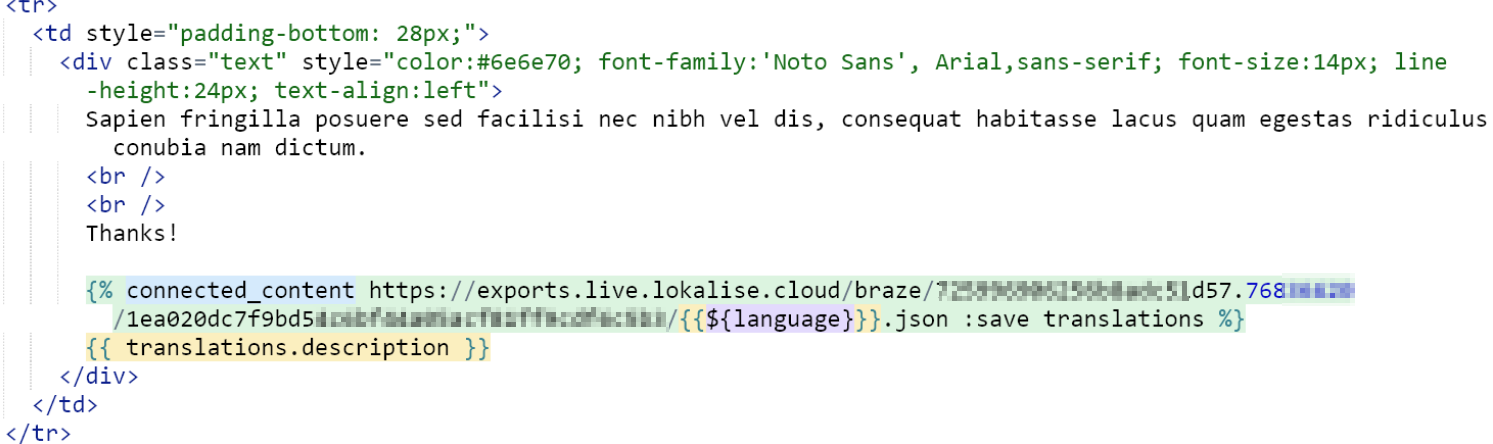 <tr>
<td style="padding-bottom: 28px;">
<div class="text" style="color:#6e6e70; font-family:'Noto Sans', Arial,sans-serif; font-size:14px; line
-height:24px; text-align:left">
Sapien fringilla posuere sed facilisi nec nibh vel dis, consequat habitasse lacus quam egestas ridiculus
conubia nam dictum.
<br />
<br />
Thanks!
{% connected_content https://exports.live.lokalise.cloud/braze/ d57.768
/1ea020dc7f9bd5 /{{${language}}}.json :save translations %}
{{ translations.description }}
</div>
</td>
</tr>